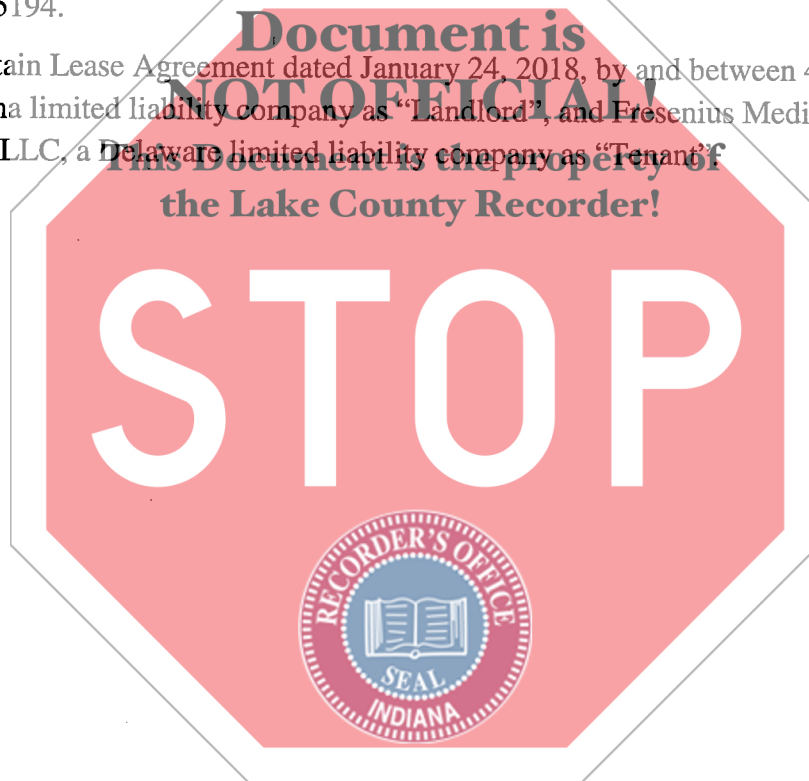 5194.
Document is
tain Lease Agreement dated January 24, 2018, by and between 4
NOT OFFICIAL!
na limited liability company as “Landlord”, and Fresenius Medi
LLC, a Delaware limited liability company as “Tenant”.
This Document is the property of
the Lake County Recorder!
STOP
RECORDER'S OFFICE
SEAL
INDIANA